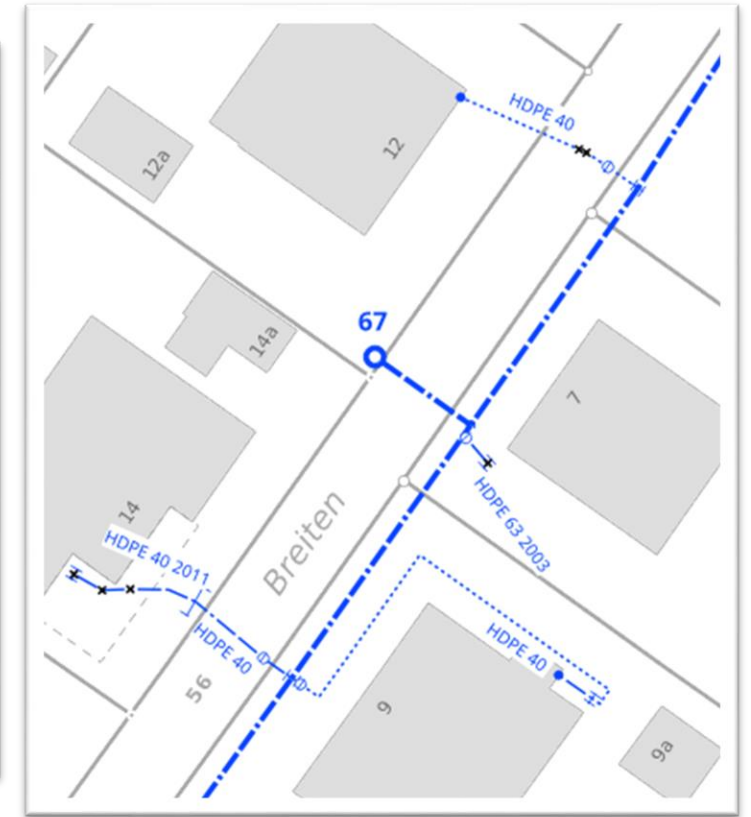 HDPE 40
12
12a
67
14a
7
14
HDPE 63 2003
HDPE 40 2011
Breiten
HDPE 40
HDPE 40
56
9
9a